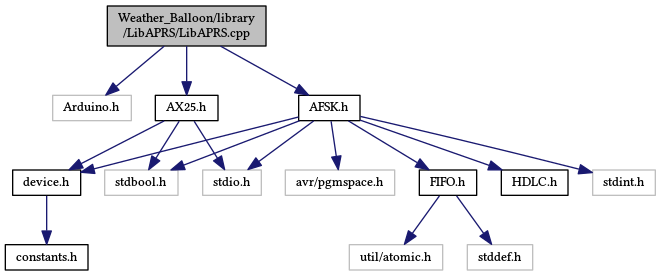 Weather_Balloon/library
/LibAPRS/LibAPRS.cpp
Arduino.h
AX25.h
AFSK.h
device.h
stdbool.h
stdio.h
avr/pgmspace.h
FIFO.h
HDLC.h
stdint.h
constants.h
util/atomic.h
stddef.h